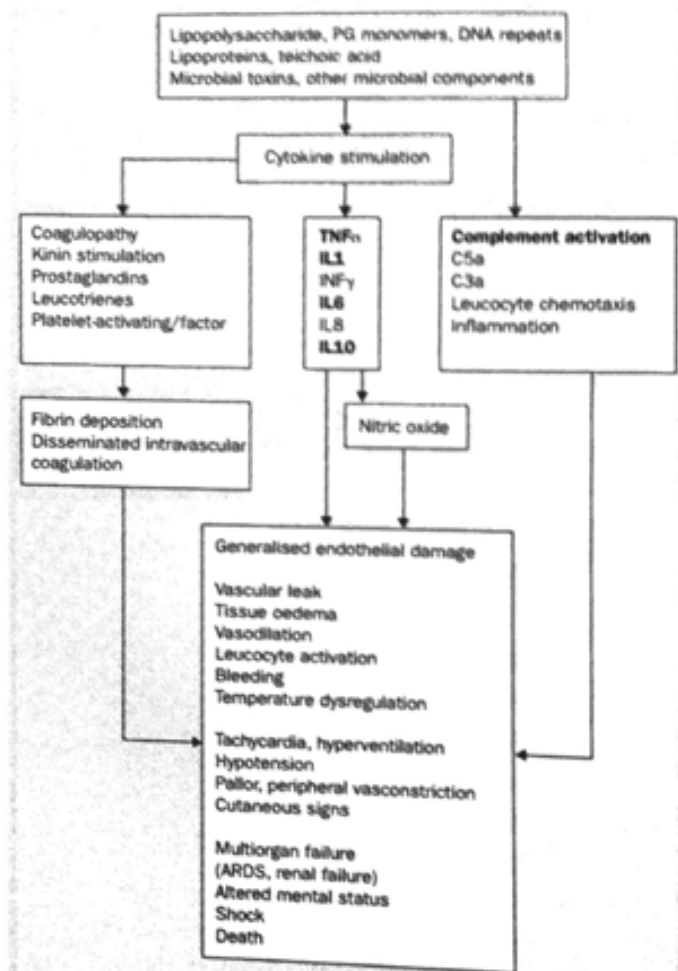 Lipopolysaccharide, PG monomers, DNA repeats
Lipoproteins, teichoic acid
Microbial toxins, other microbial components
Cytokine stimulation
Coagulopathy
Kinin stimulation
Prostaglandins
Leucotrienes
Platelet-activating/factor
TNFα
IL1
INFγ
IL6
IL8
IL10
Complement activation
C5a
C3a
Leucocyte chemotaxis
Inflammation
Fibrin deposition
Disseminated intravascular
coagulation
Nitric oxide
Generalised endothelial damage
Vascular leak
Tissue oedema
Vasodilation
Leucocyte activation
Bleeding
Temperature dysregulation
Tachycardia, hyperventilation
Hypotension
Pallor, peripheral vasconstriction
Cutaneous signs
Multiorgan failure
(ARDS, renal failure)
Altered mental status
Shock
Death